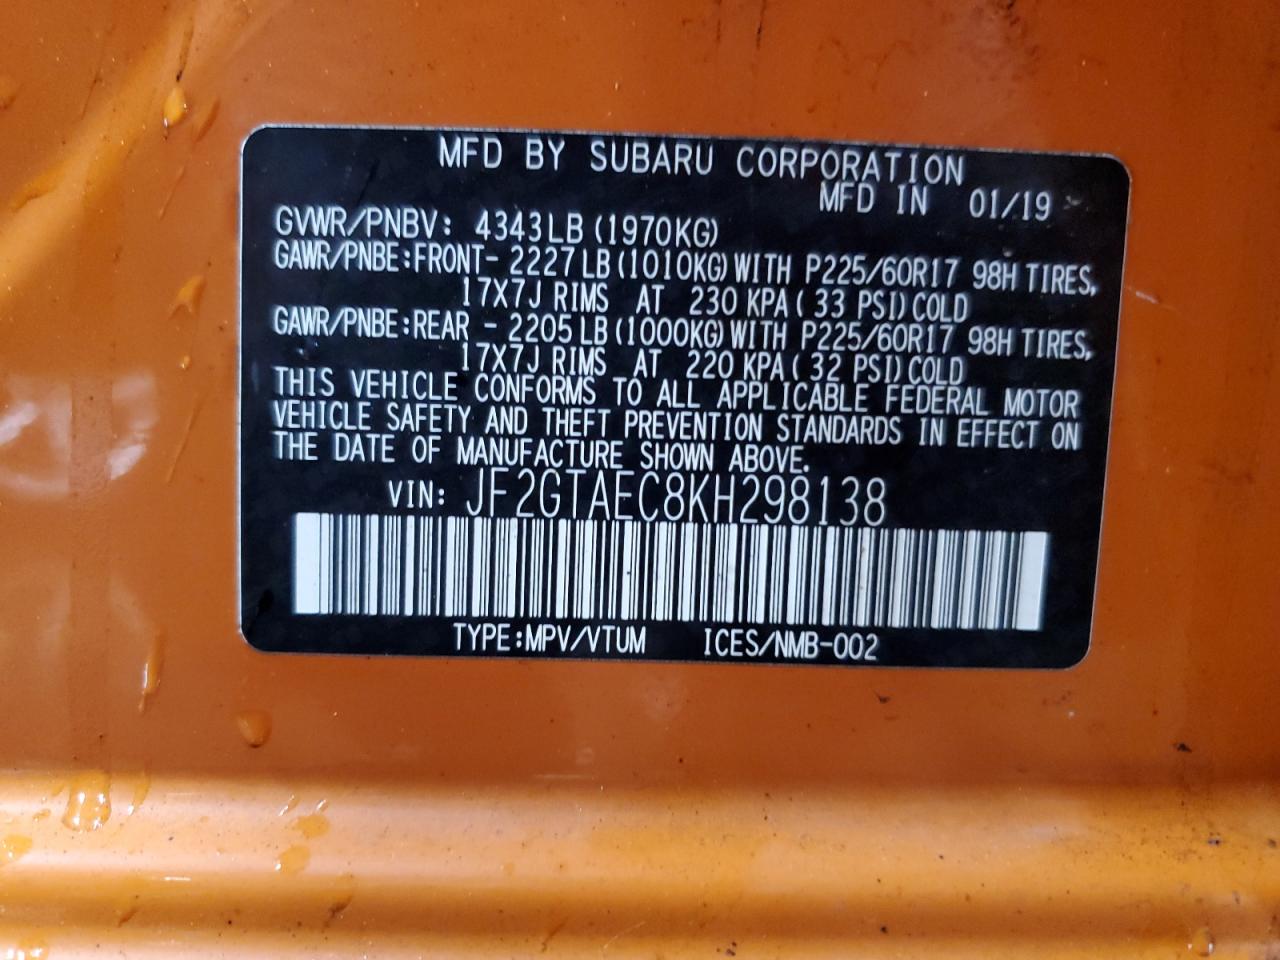 MFD BY SUBARU CORPORATION
MFD IN 01/19
GVWR/PNBV: 4343LB (1970KG)
GAWR/PNBE:FRONT- 2227LB(1010KG)WITH P225/60R17 98H TIRES,
17X7J RIMS AT 230 KPA( 33 PSI)COLD
GAWR/PNBE:REAR - 2205LB(1000KG)WITH P225/60R17 98H TIRES,
17X7J RIMS AT 220 KPA( 32 PSI)COLD
THIS VEHICLE CONFORMS TO ALL APPLICABLE FEDERAL MOTOR
VEHICLE SAFETY AND THEFT PREVENTION STANDARDS IN EFFECT ON
THE DATE OF MANUFACTURE SHOWN ABOVE.
VIN: JF2GTAEC8KH298138
TYPE:MPV/VTUM ICES/NMB-002